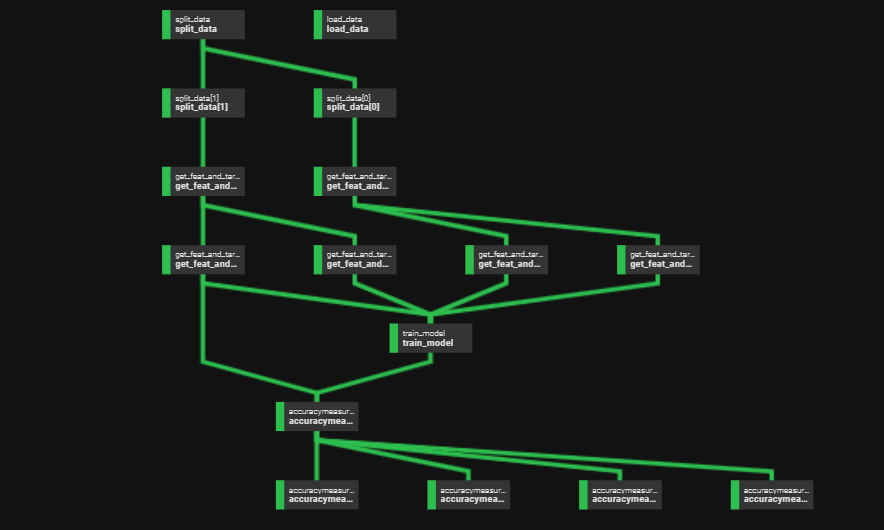 split_data
split_data
load_data
load_data
split_data[1]
split_data[1]
split_data[0]
split_data[0]
get_feat_and_tar...
get_feat_and...
get_feat_and_tar...
get_feat_and...
get_feat_and_tar...
get_feat_and...
get_feat_and_tar...
get_feat_and...
get_feat_and_tar...
get_feat_and...
get_feat_and_tar...
get_feat_and...
train_model
train_model
accuracymeasur...
accuracymea...
accuracymeasur...
accuracymea...
accuracymeasur...
accuracymea...
accuracymeasur...
accuracymea...
accuracymeasur...
accuracymea...